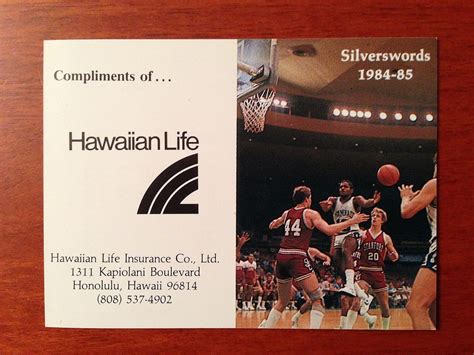 Compliments of . . .
Hawaiian Life
Hawaiian Life Insurance Co., Ltd.
1311 Kapiolani Boulevard
Honolulu, Hawaii 96814
(808) 537-4902
Silverswords
1984-85
44
STANFORD
20